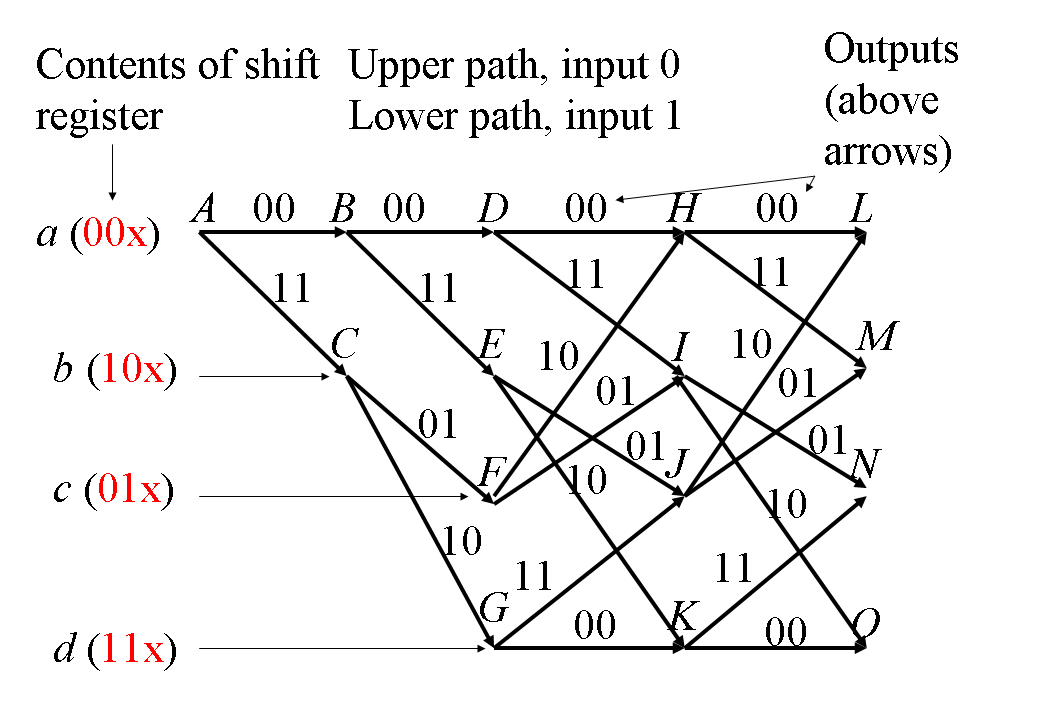 Contents of shift register
Upper path, input 0
Lower path, input 1
Outputs
(above
arrows)
A 00 B 00 D 00 H 00 L
a (00x)
11 11 11 11
C E I M
10 10
b (10x)
01 01
01 01 01
F J N
10 10
c (01x)
10 11 11
G K O
00 00
d (11x)